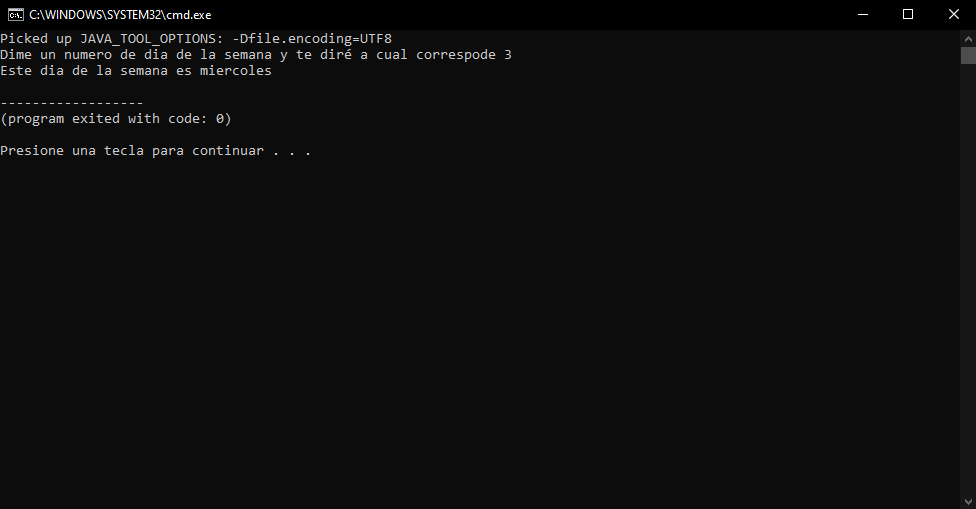 C:\WINDOWS\SYSTEM32\cmd.exe
Picked up JAVA_TOOL_OPTIONS: -Dfile.encoding=UTF8
Dime un numero de dia de la semana y te diré a cual correspode 3
Este dia de la semana es miercoles
------------------
(program exited with code: 0)
Presione una tecla para continuar . . .